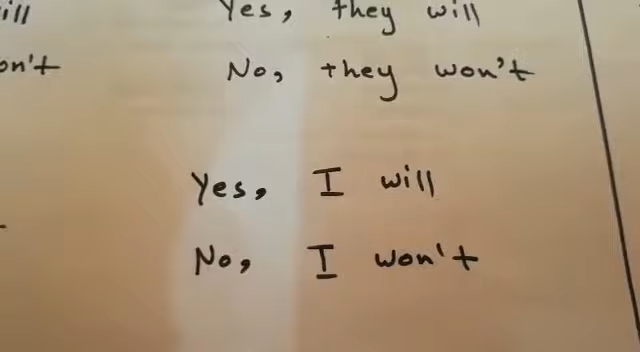 Yes, they will
No, they won't
Yes, I will
No, I won't